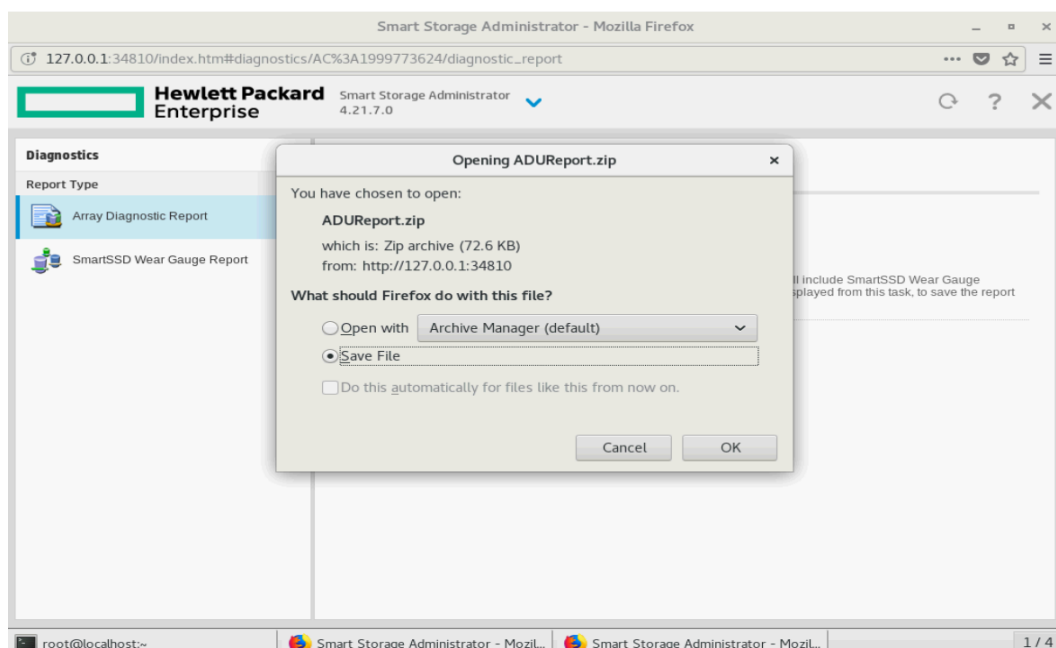 Smart Storage Administrator - Mozilla Firefox
127.0.0.1:34810/index.htm#diagnostics/AC%3A1999773624/diagnostic_report
Hewlett Packard
Enterprise
Smart Storage Administrator
4.21.7.0
Diagnostics
Report Type
Array Diagnostic Report
SmartSSD Wear Gauge Report
Opening ADUReport.zip
You have chosen to open:
ADUReport.zip
which is: Zip archive (72.6 KB)
from: http://127.0.0.1:34810
What should Firefox do with this file?
Open with Archive Manager (default)
Save File
Do this automatically for files like this from now on.
Cancel OK
include SmartSSD Wear Gauge
from this task, to save the report
root@localhost:~
Smart Storage Administrator - Mozil...
Smart Storage Administrator - Mozil...
1 / 4